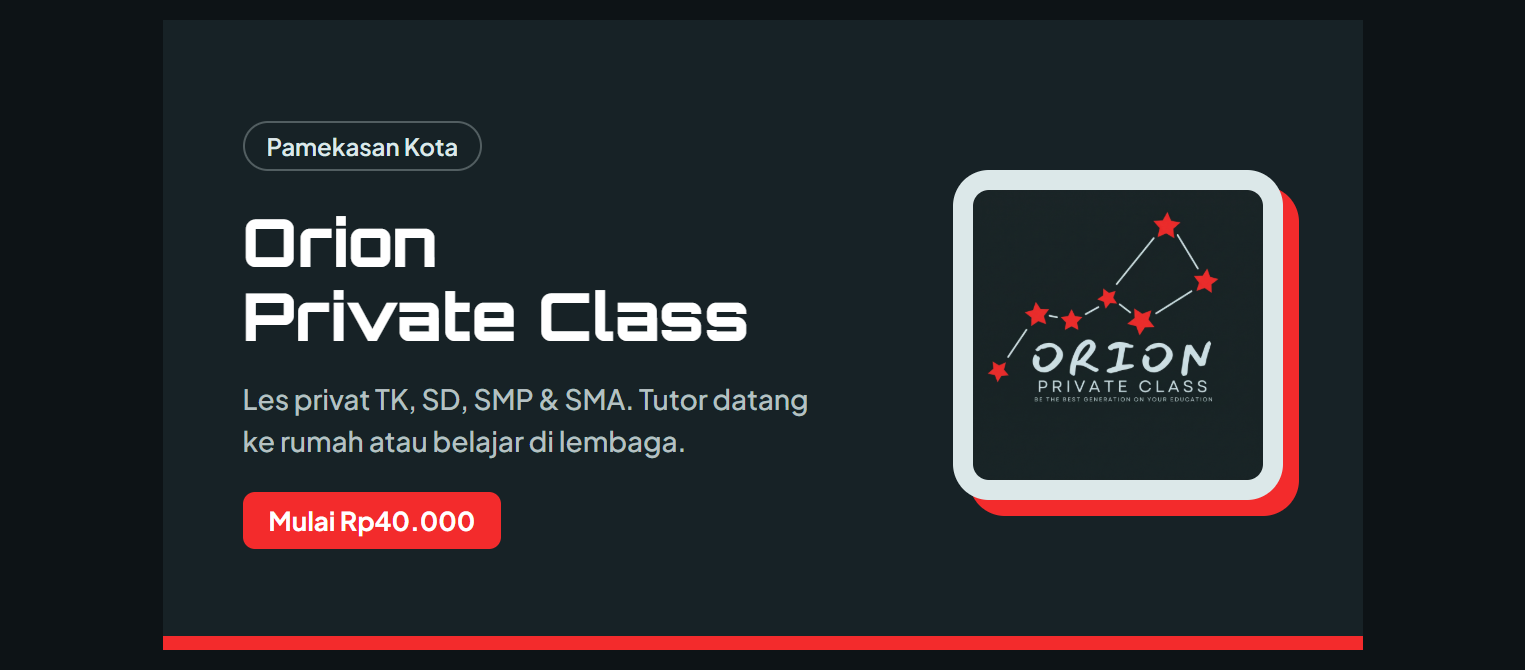 Pamekasan Kota
Orion
Private Class
Les privat TK, SD, SMP & SMA. Tutor datang
ke rumah atau belajar di lembaga.
Mulai Rp40.000
ORION
PRIVATE CLASS
BE THE BEST GENERATION ON YOUR EDUCATION